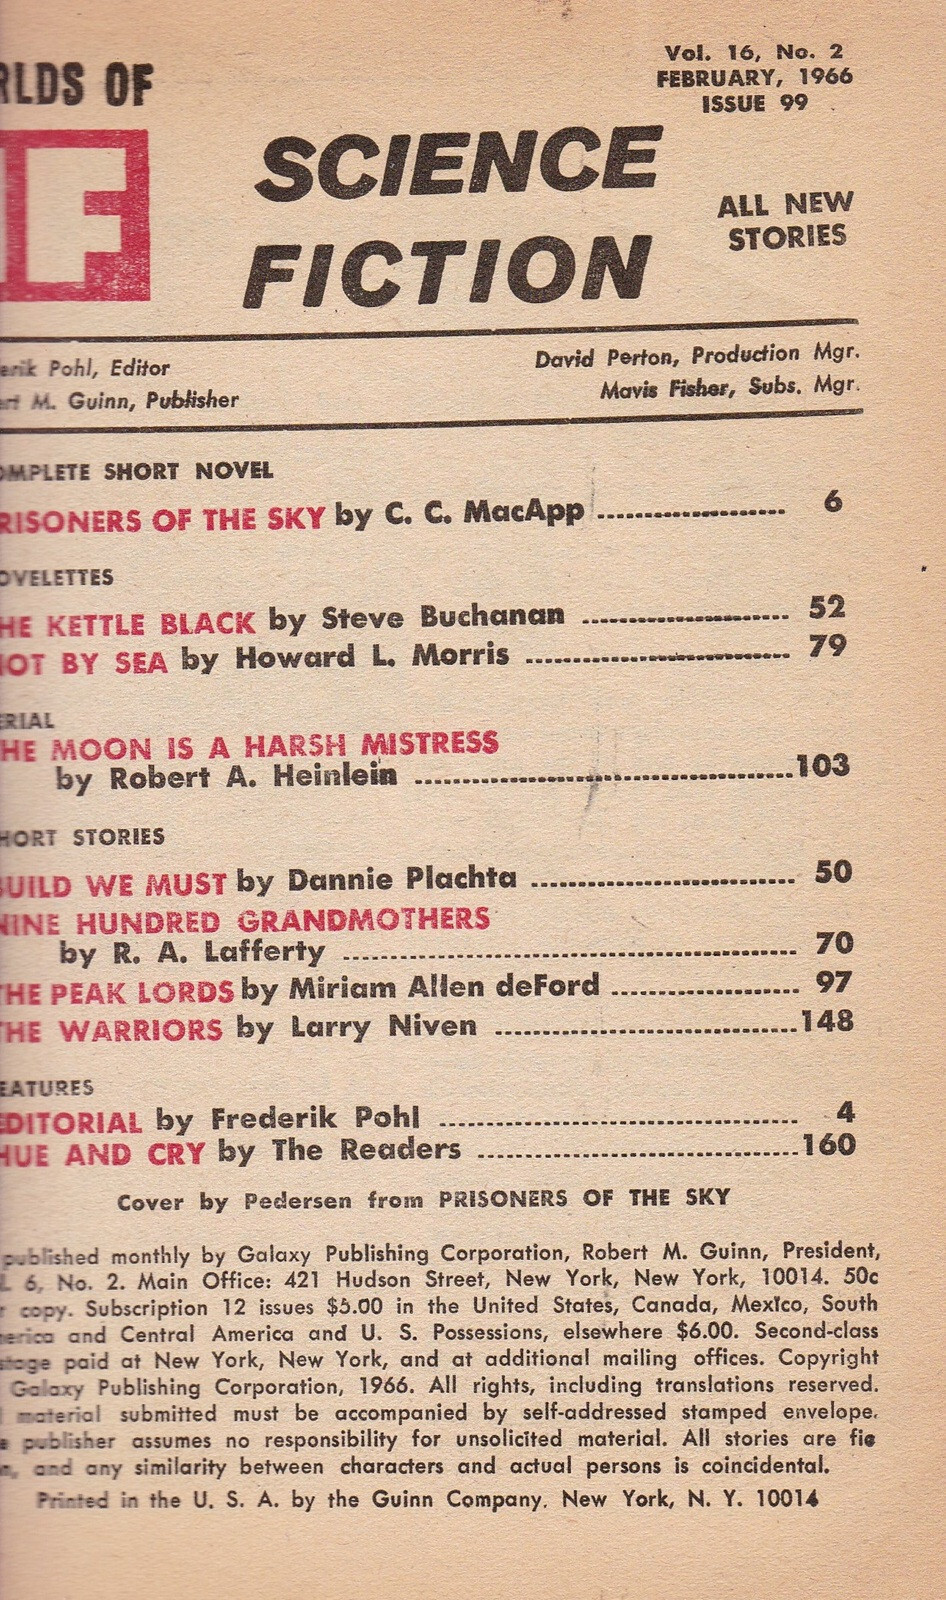 RLDS OF
Vol. 16, No. 2
FEBRUARY, 1966
ISSUE 99
IF
SCIENCE
FICTION
ALL NEW
STORIES
erik Pohl, Editor
ert M. Guinn, Publisher
David Perton, Production Mgr.
Mavis Fisher, Subs. Mgr.
OMPLETE SHORT NOVEL
RISONERS OF THE SKY by C. C. MacApp .................... 6
OVELETTES
HE KETTLE BLACK by Steve Buchanan ...................... 52
NOT BY SEA by Howard L. Morris ............................ 79
ERIAL
HE MOON IS A HARSH MISTRESS
by Robert A. Heinlein ........................................103
HORT STORIES
BUILD WE MUST by Dannie Plachta ............................ 50
NINE HUNDRED GRANDMOTHERS
by R. A. Lafferty ................................................ 70
THE PEAK LORDS by Miriam Allen deFord .................... 97
THE WARRIORS by Larry Niven ................................148
EATURES
EDITORIAL by Frederik Pohl ...................................... 4
HUE AND CRY by The Readers ..................................160
Cover by Pedersen from PRISONERS OF THE SKY
published monthly by Galaxy Publishing Corporation, Robert M. Guinn, President,
. 6, No. 2. Main Office: 421 Hudson Street, New York, New York, 10014. 50c
r copy. Subscription 12 issues $5.00 in the United States, Canada, Mexico, South
erica and Central America and U. S. Possessions, elsewhere $6.00. Second-class
stage paid at New York, New York, and at additional mailing offices. Copyright
Galaxy Publishing Corporation, 1966. All rights, including translations reserved.
l material submitted must be accompanied by self-addressed stamped envelope.
e publisher assumes no responsibility for unsolicited material. All stories are fic
n, and any similarity between characters and actual persons is coincidental.
Printed in the U. S. A. by the Guinn Company, New York, N. Y. 10014